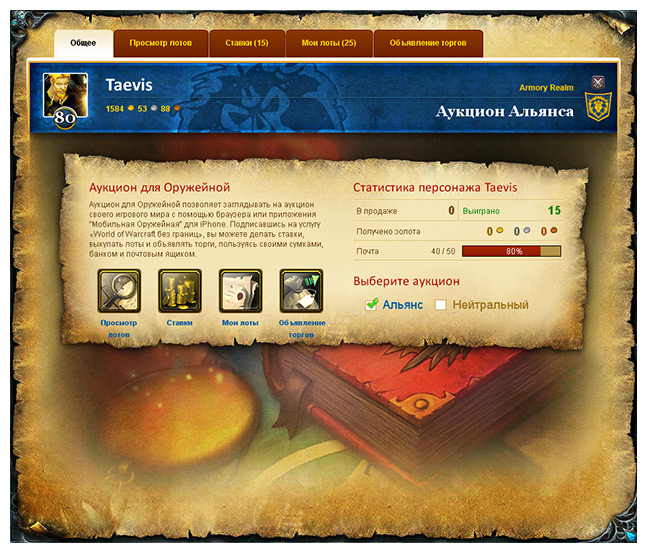 Общее
Просмотр лотов
Ставки (15)
Мои лоты (25)
Объявление торгов
Taevis
Armory Realm
80
1584 53 88
Аукцион Альянса
Аукцион для Оружейной
Аукцион для Оружейной позволяет заглядывать на аукцион
своего игрового мира с помощью браузера или приложения
"Мобильная Оружейная" для iPhone. Подписавшись на услугу
«World of Warcraft без границ», вы можете делать ставки,
выкупать лоты и объявлять торги, пользуясь своими сумками,
банком и почтовым ящиком.
Просмотр
лотов
Ставки
Мои лоты
Объявление
торгов
Статистика персонажа Taevis
В продаже 0 Выиграно 15
Получено золота 0 0 0
Почта 40 / 50 80%
Выберите аукцион
Альянс Нейтральный